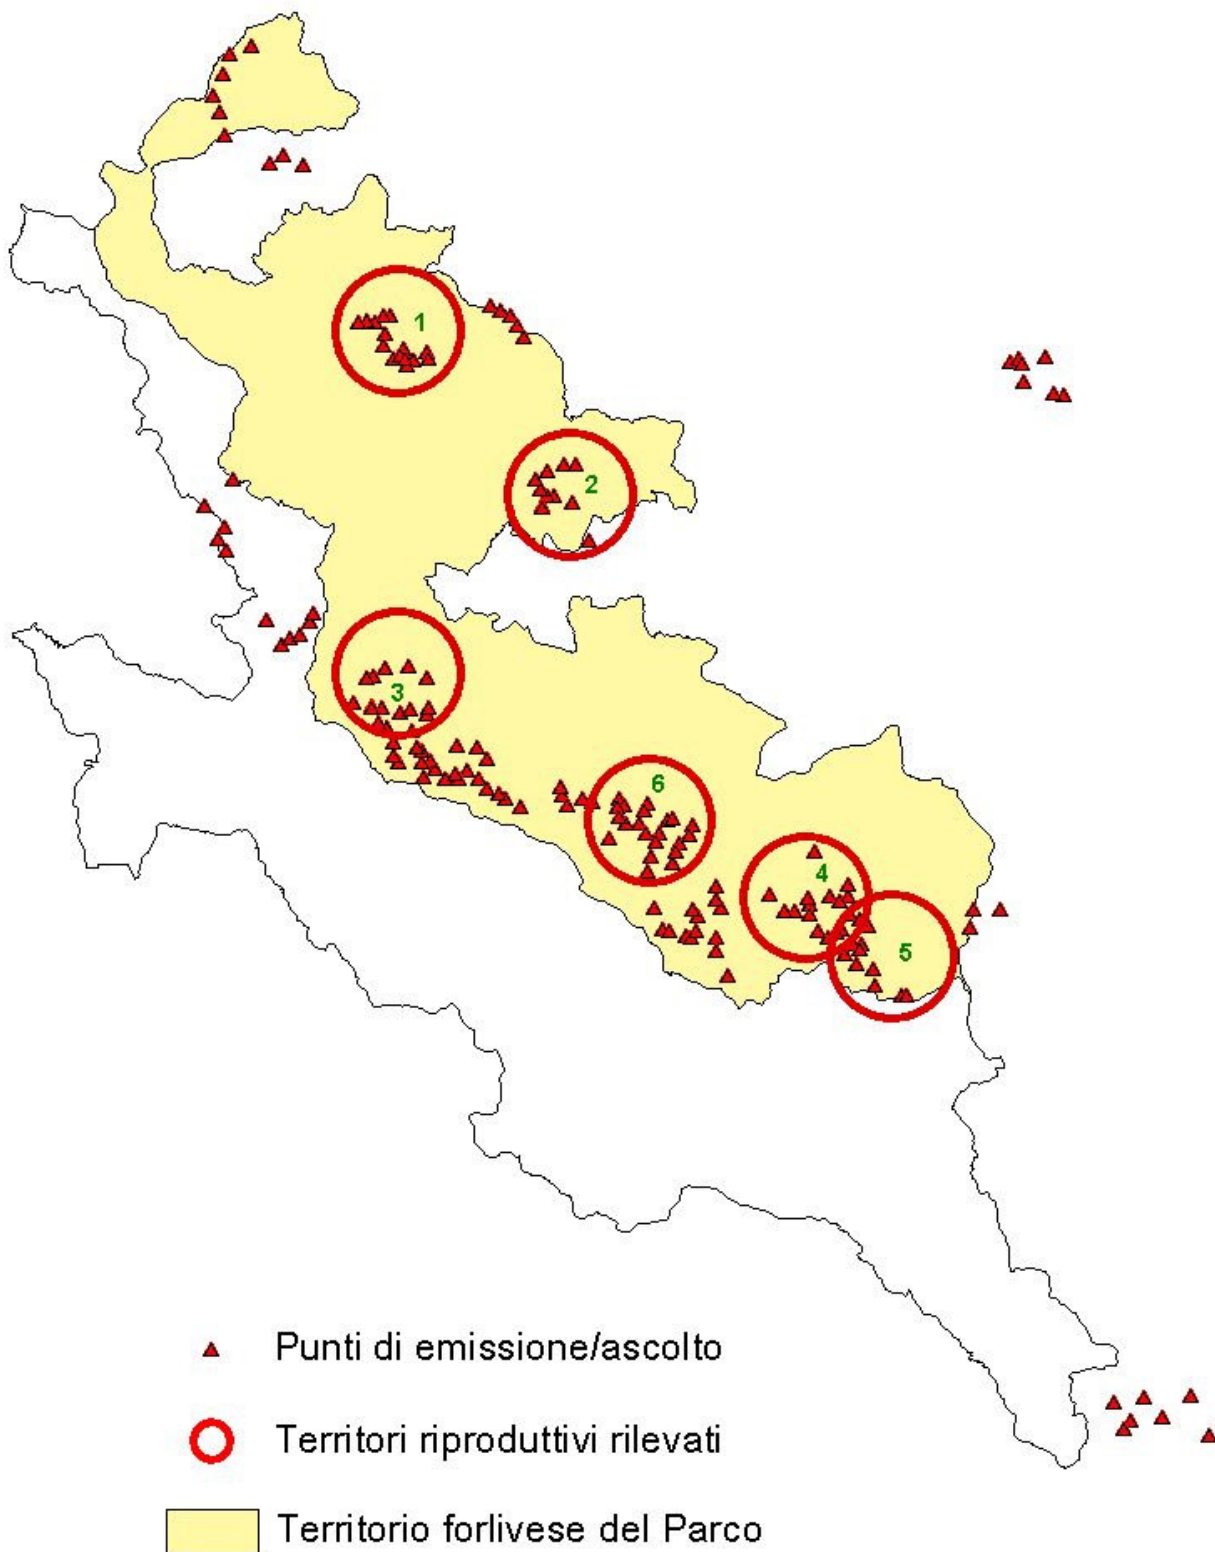 1
2
3
6
4
5
Punti di emissione/ascolto
Territori riproduttivi rilevati
Territorio forlivese del Parco